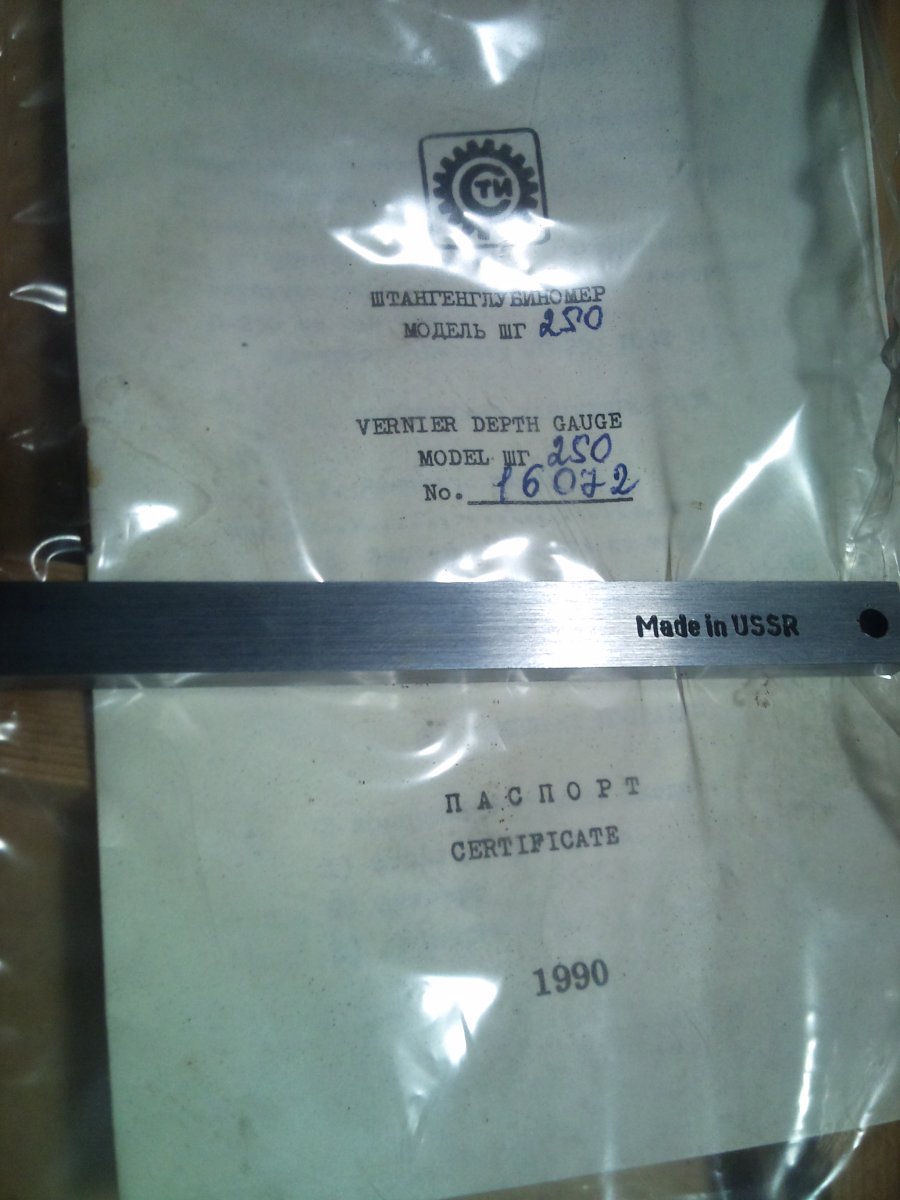 СТИ
ШТАНГЕНГЛУБИНОМЕР
МОДЕЛЬ ШГ 250
VERNIER DEPTH GAUGE
MODEL ШГ 250
No. 16072
Made in USSR
ПАСПОРТ
CERTIFICATE
1990